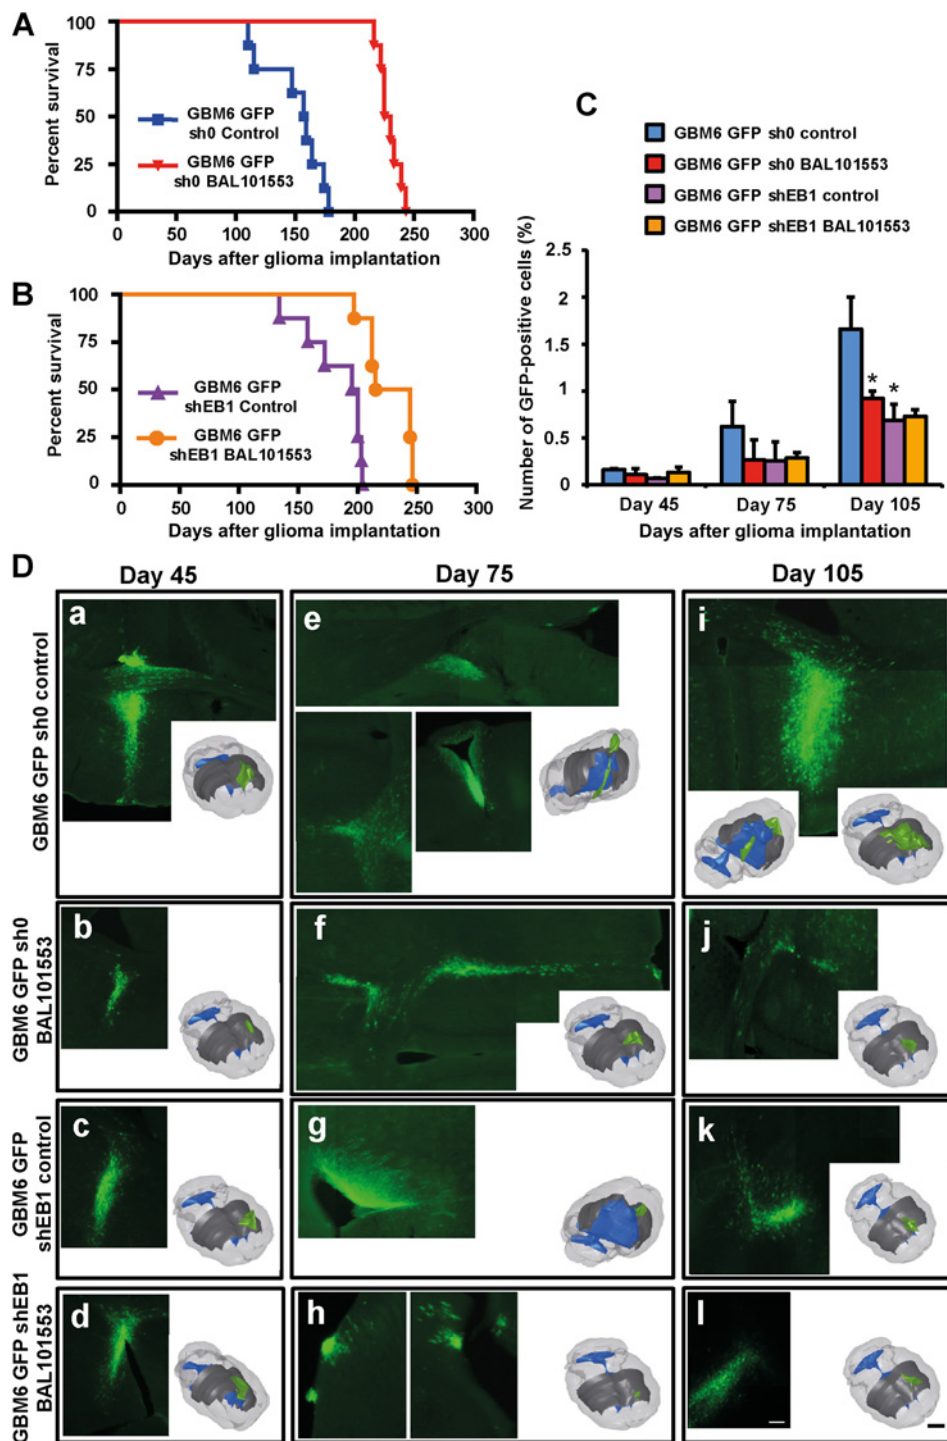 A
Percent survival
100
75
50
25
0
GBM6 GFP
sh0 Control
GBM6 GFP
sh0 BAL101553
0 50 100 150 200 250 300
Days after glioma implantation
B
Percent survival
100
75
50
25
0
GBM6 GFP
shEB1 Control
GBM6 GFP
shEB1 BAL101553
0 50 100 150 200 250 300
Days after glioma implantation
C
GBM6 GFP sh0 control
GBM6 GFP sh0 BAL101553
GBM6 GFP shEB1 control
GBM6 GFP shEB1 BAL101553
Number of GFP-positive cells (%)
2.5
2
1.5
1
0.5
0
* *
Day 45 Day 75 Day 105
Days after glioma implantation
D
Day 45 Day 75 Day 105
GBM6 GFP sh0 control
a e i
GBM6 GFP sh0
BAL101553
b f j
GBM6 GFP
shEB1 control
c g k
GBM6 GFP shEB1
BAL101553
d h l